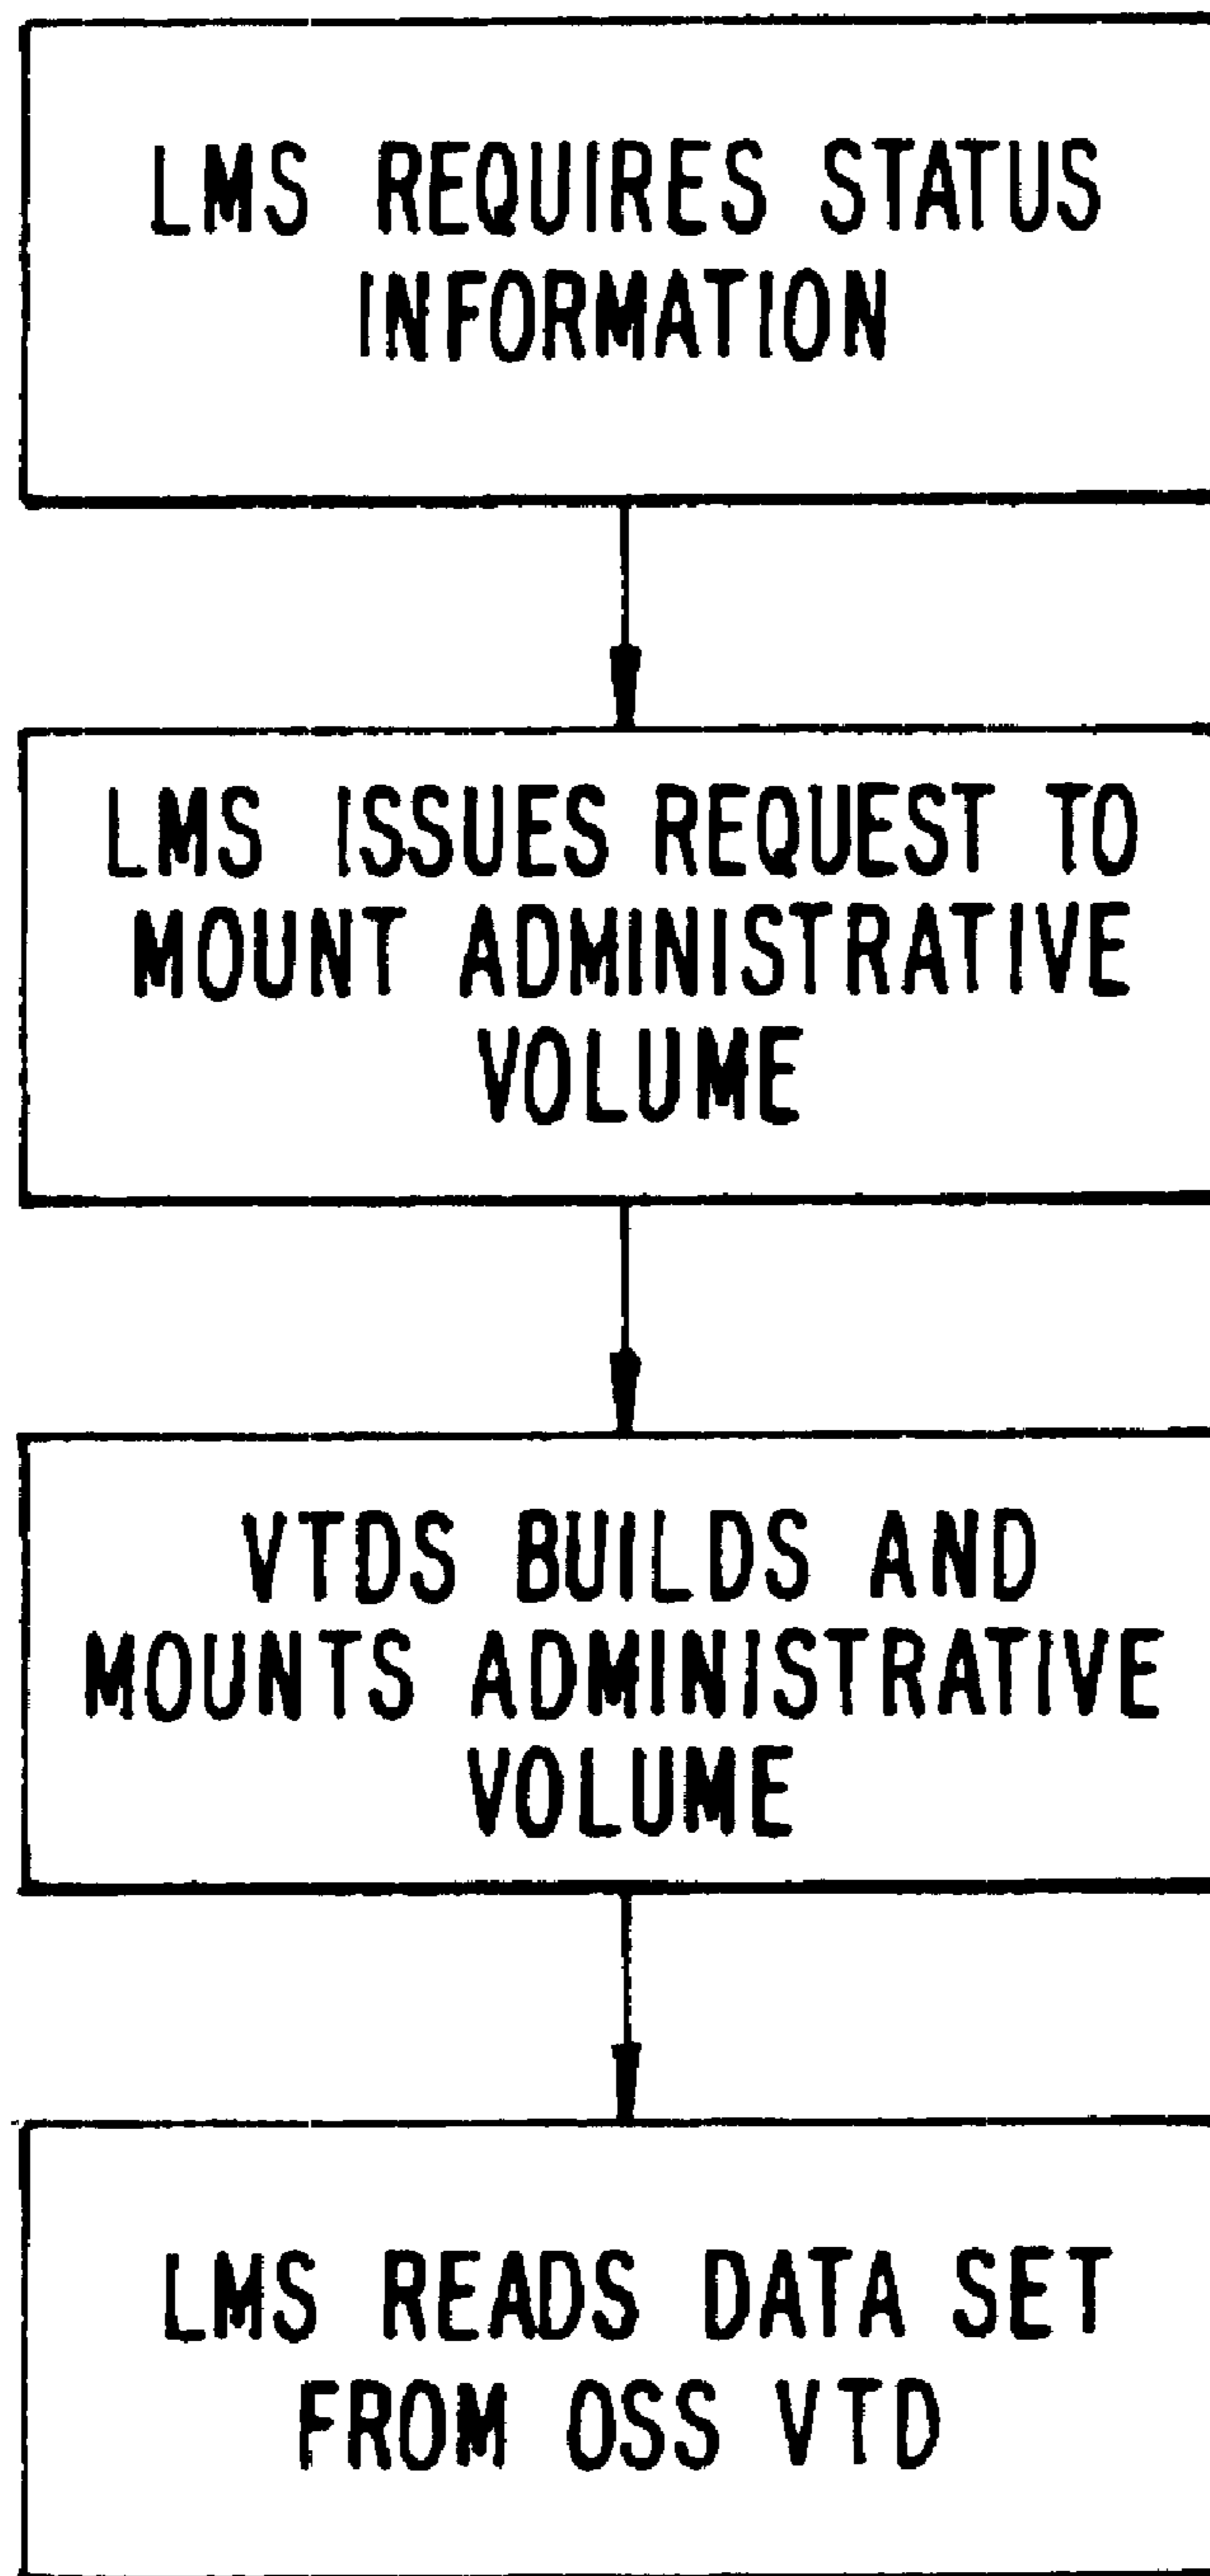 LMS REQUIRES STATUS
INFORMATION
LMS ISSUES REQUEST TO
MOUNT ADMINISTRATIVE
VOLUME
VTDS BUILDS AND
MOUNTS ADMINISTRATIVE
VOLUME
LMS READS DATA SET
FROM OSS VTD